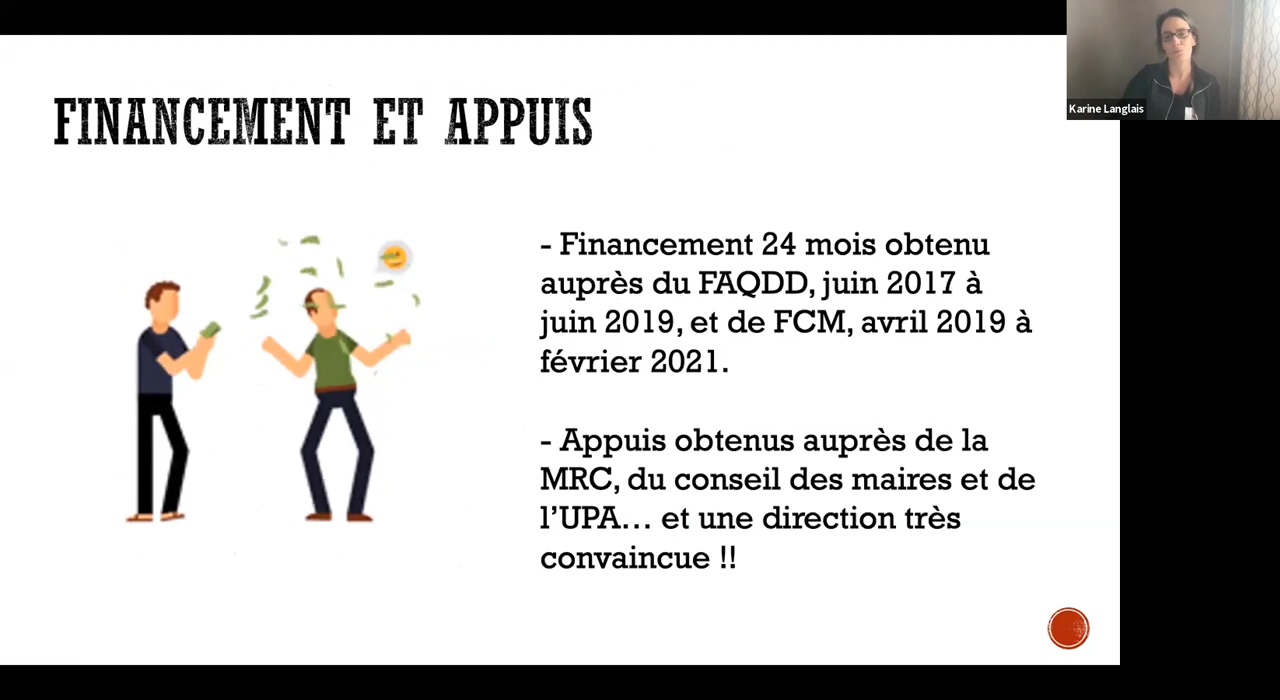 FINANCEMENT ET APPUIS
Karine Langlais
- Financement 24 mois obtenu
auprès du FAQDD, juin 2017 à
juin 2019, et de FCM, avril 2019 à
février 2021.
- Appuis obtenus auprès de la
MRC, du conseil des maires et de
l’UPA… et une direction très
convaincue !!